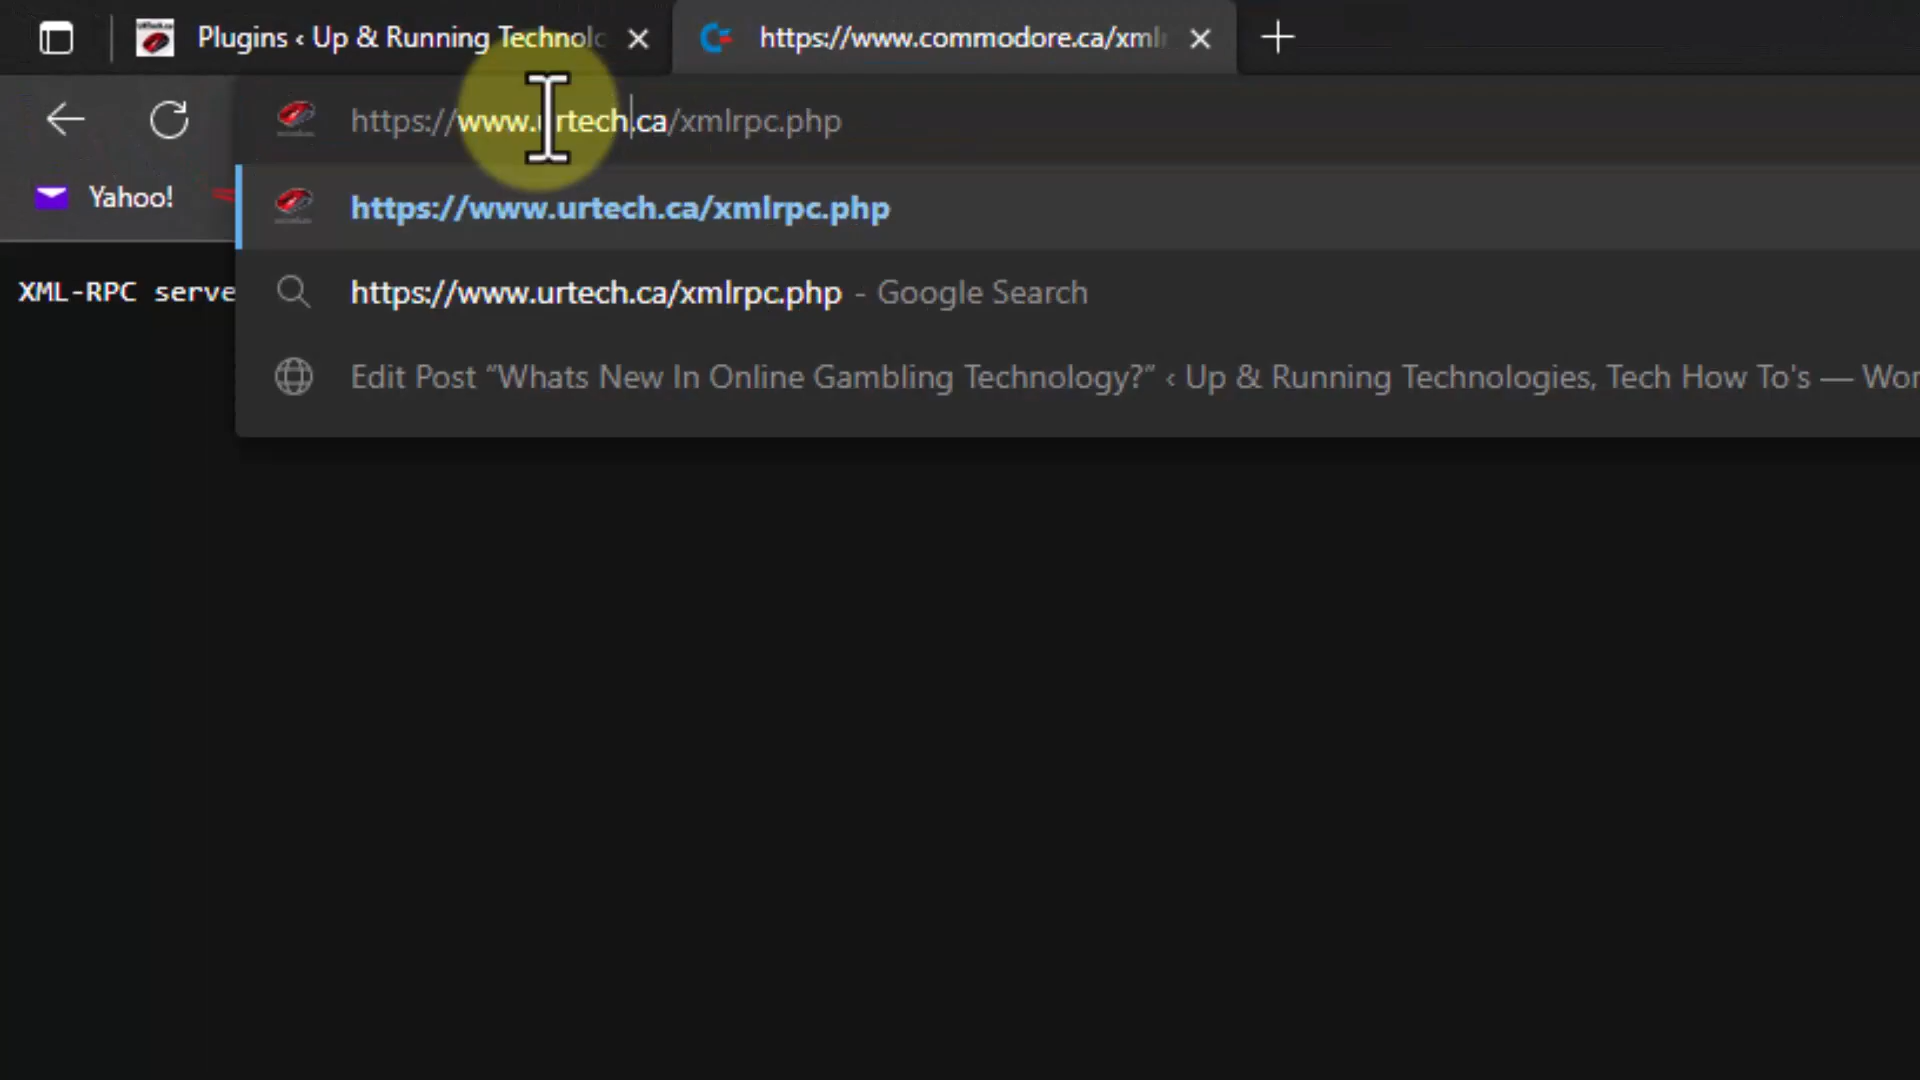 Plugins ‹ Up & Running Technolo
https://www.commodore.ca/xml
https://www.urtech.ca/xmlrpc.php
Yahoo!
https://www.urtech.ca/xmlrpc.php
XML-RPC serve
https://www.urtech.ca/xmlrpc.php - Google Search
Edit Post “Whats New In Online Gambling Technology?” ‹ Up & Running Technologies, Tech How To's — Wor